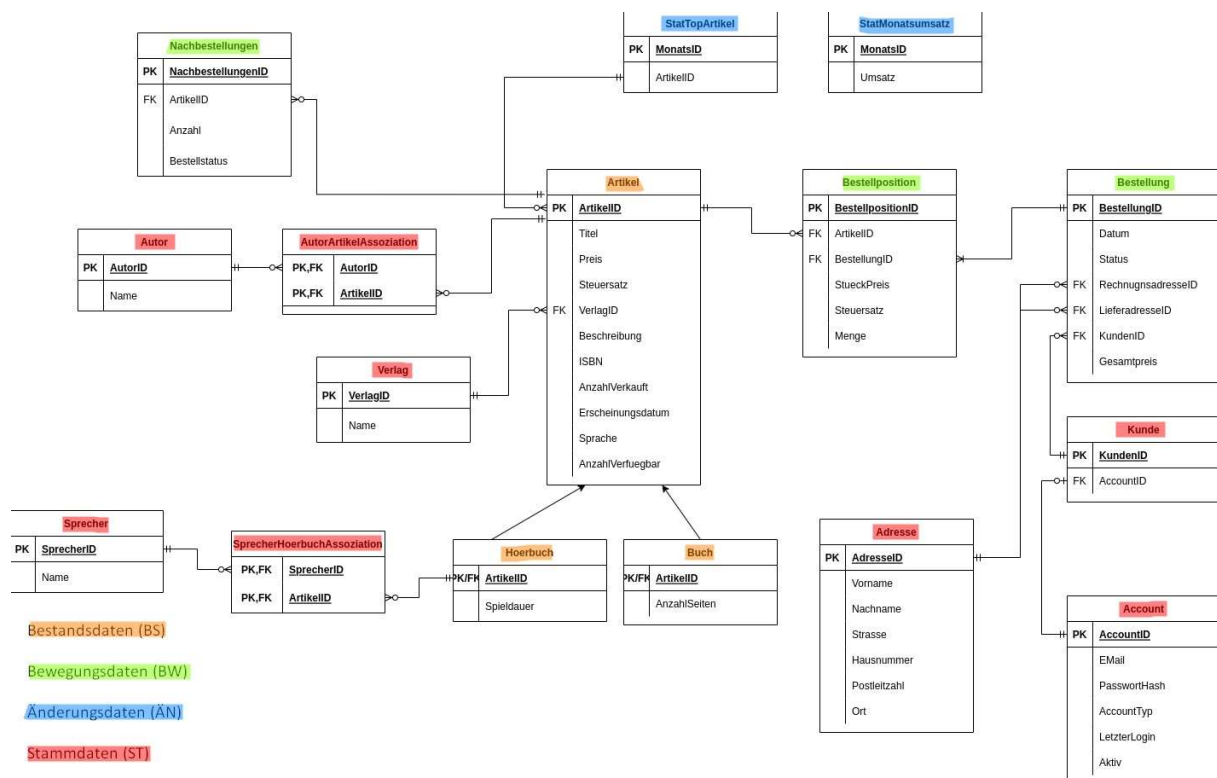 StatTopArtikel
PK MonatsID
ArtikelID
StatMonatsumsatz
PK MonatsID
Umsatz
Nachbestellungen
PK NachbestellungenID
FK ArtikelID
Anzahl
Bestellstatus
Artikel
PK ArtikelID
Titel
Preis
Steuersatz
FK VerlagID
Beschreibung
ISBN
AnzahlVerkauft
Erscheinungsdatum
Sprache
AnzahlVerfuegbar
Bestellposition
PK BestellpositionID
FK ArtikelID
FK BestellungID
StueckPreis
Steuersatz
Menge
Bestellung
PK BestellungID
Datum
Status
FK RechnugnsadresseID
FK LieferadresseID
FK KundenID
Gesamtpreis
Autor
PK AutorID
Name
AutorArtikelAssoziation
PK,FK AutorID
PK,FK ArtikelID
Verlag
PK VerlagID
Name
Kunde
PK KundenID
FK AccountID
Sprecher
PK SprecherID
Name
SprecherHoerbuchAssoziation
PK,FK SprecherID
PK,FK ArtikelID
Hoerbuch
PK/FK ArtikelID
Spieldauer
Buch
PK/FK ArtikelID
AnzahlSeiten
Adresse
PK AdresseID
Vorname
Nachname
Strasse
Hausnummer
Postleitzahl
Ort
Account
PK AccountID
EMail
PasswortHash
AccountTyp
LetzterLogin
Aktiv
Bestandsdaten (BS)
Bewegungsdaten (BW)
Änderungsdaten (ÄN)
Stammdaten (ST)